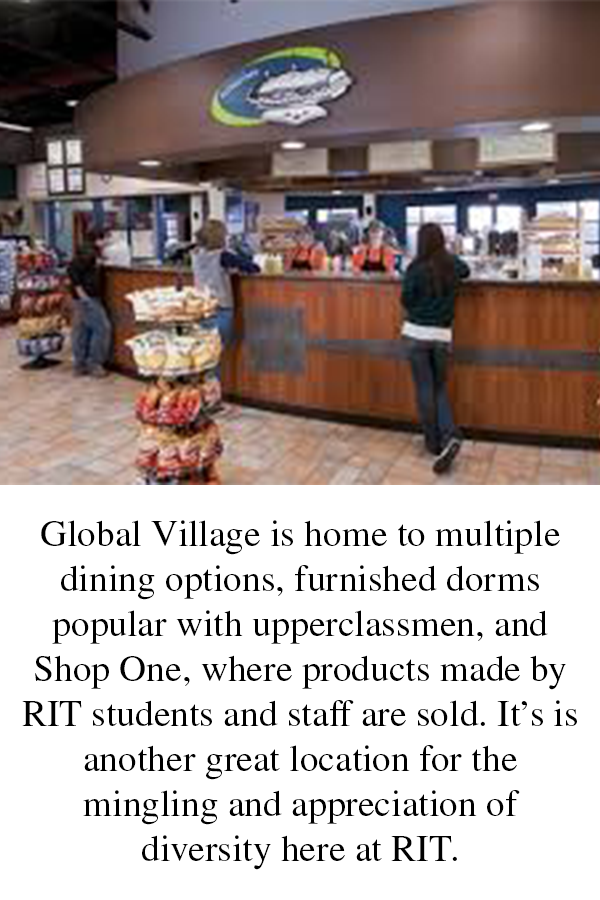 Global Village is home to multiple
dining options, furnished dorms
popular with upperclassmen, and
Shop One, where products made by
RIT students and staff are sold. It’s is
another great location for the
mingling and appreciation of
diversity here at RIT.